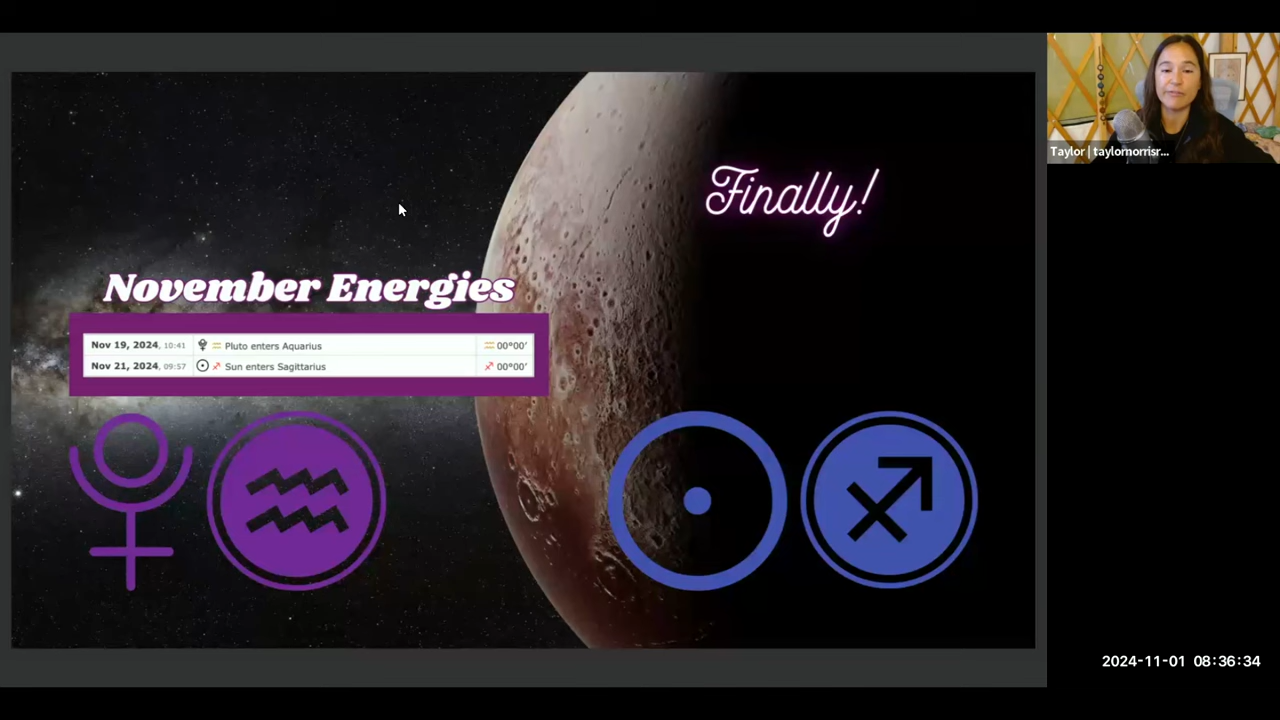 Taylor | taylornorrisr...
Finally!
November Energies
Nov 19, 2024, 10:41 Pluto enters Aquarius 00°00'
Nov 21, 2024, 09:57 Sun enters Sagittarius 00°00'
2024-11-01 08:36:34